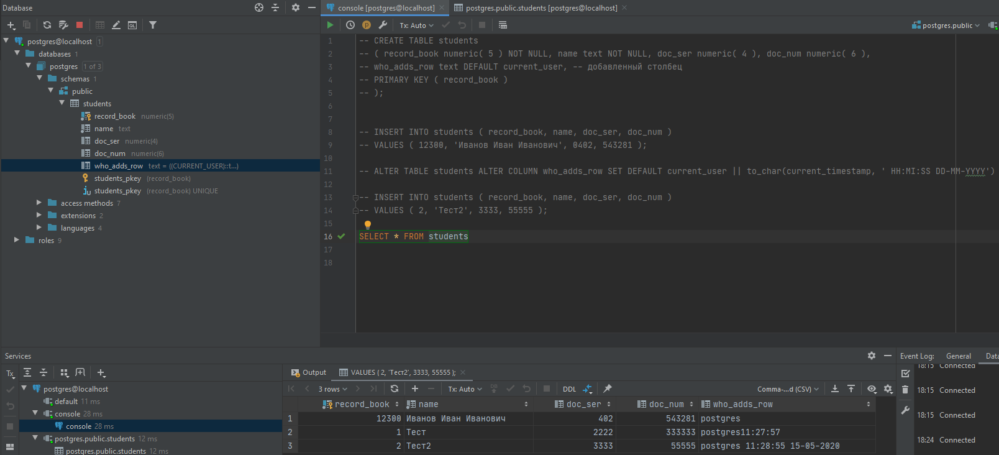 Database
console [postgres@localhost]
postgres.public.students [postgres@localhost]
Tx: Auto
postgres.public
postgres@localhost 1
databases 1
postgres 1 of 3
schemas 1
public
students
record_book numeric(5)
name text
doc_ser numeric(4)
doc_num numeric(6)
who_adds_row text = ((CURRENT_USER)::t...)
students_pkey (record_book)
students_pkey (record_book) UNIQUE
access methods 7
extensions 2
languages 4
roles 9
1 -- CREATE TABLE students
2 -- ( record_book numeric( 5 ) NOT NULL, name text NOT NULL, doc_ser numeric( 4 ), doc_num numeric( 6 ),
3 -- who_adds_row text DEFAULT current_user, -- добавленный столбец
4 -- PRIMARY KEY ( record_book )
5 -- );
6
7
8 -- INSERT INTO students ( record_book, name, doc_ser, doc_num )
9 -- VALUES ( 12300, 'Иванов Иван Иванович', 0402, 543281 );
10
11 -- ALTER TABLE students ALTER COLUMN who_adds_row SET DEFAULT current_user || to_char(current_timestamp, ' HH:MI:SS DD-MM-YYYY')
12
13 -- INSERT INTO students ( record_book, name, doc_ser, doc_num )
14 -- VALUES ( 2, 'Тест2', 3333, 55555 );
15
16 SELECT * FROM students
17
18
Services
Tx
postgres@localhost
default 11 ms
console 28 ms
console 28 ms
postgres.public.students 12 ms
postgres.public.students 12 ms
Output
VALUES ( 2, 'Тест2', 3333, 55555 );
3 rows
Tx: Auto
DB
DDL
Comma-...d (CSV)
record_book name doc_ser doc_num who_adds_row
1 12300 Иванов Иван Иванович 402 543281 postgres
2 1 Тест 2222 333333 postgres11:27:57
3 2 Тест2 3333 55555 postgres 11:28:55 15-05-2020
Event Log: General Data
18:15 Connected
18:15 Connected
18:15 Connected
18:24 Connected